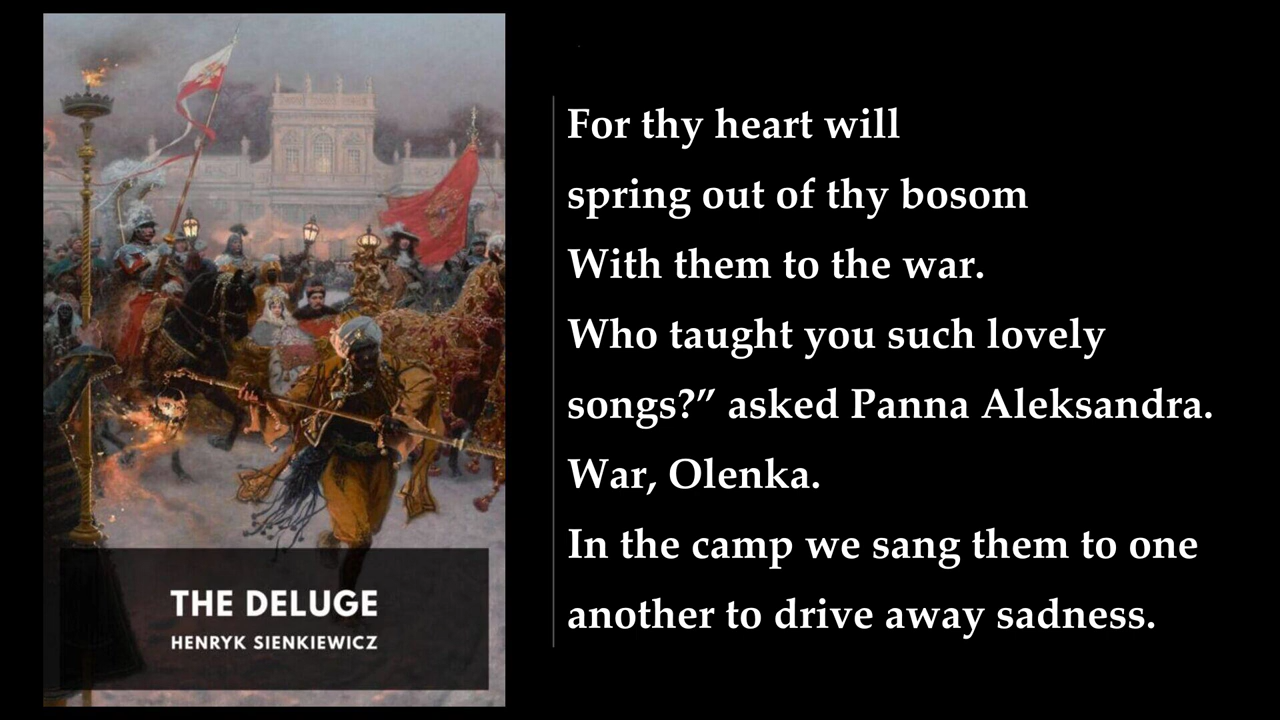 THE DELUGE
HENRYK SIENKIEWICZ
For thy heart will
spring out of thy bosom
With them to the war.
Who taught you such lovely
songs?” asked Panna Aleksandra.
War, Olenka.
In the camp we sang them to one
another to drive away sadness.